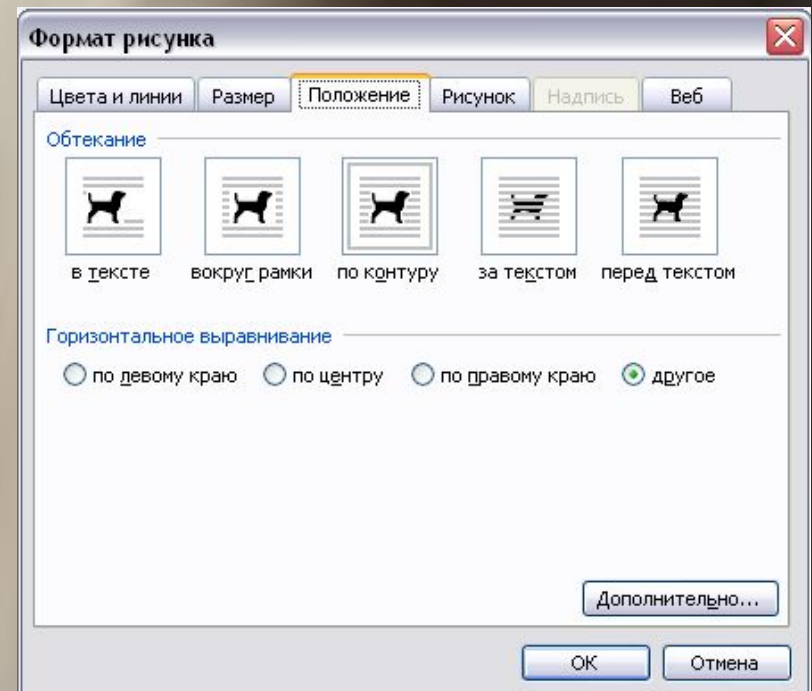 Формат рисунка
Цвета и линии Размер Положение Рисунок Надпись Веб
Обтекание
в тексте вокруг рамки по контуру за текстом перед текстом
Горизонтальное выравнивание
по левому краю по центру по правому краю другое
Дополнительно...
ОК Отмена